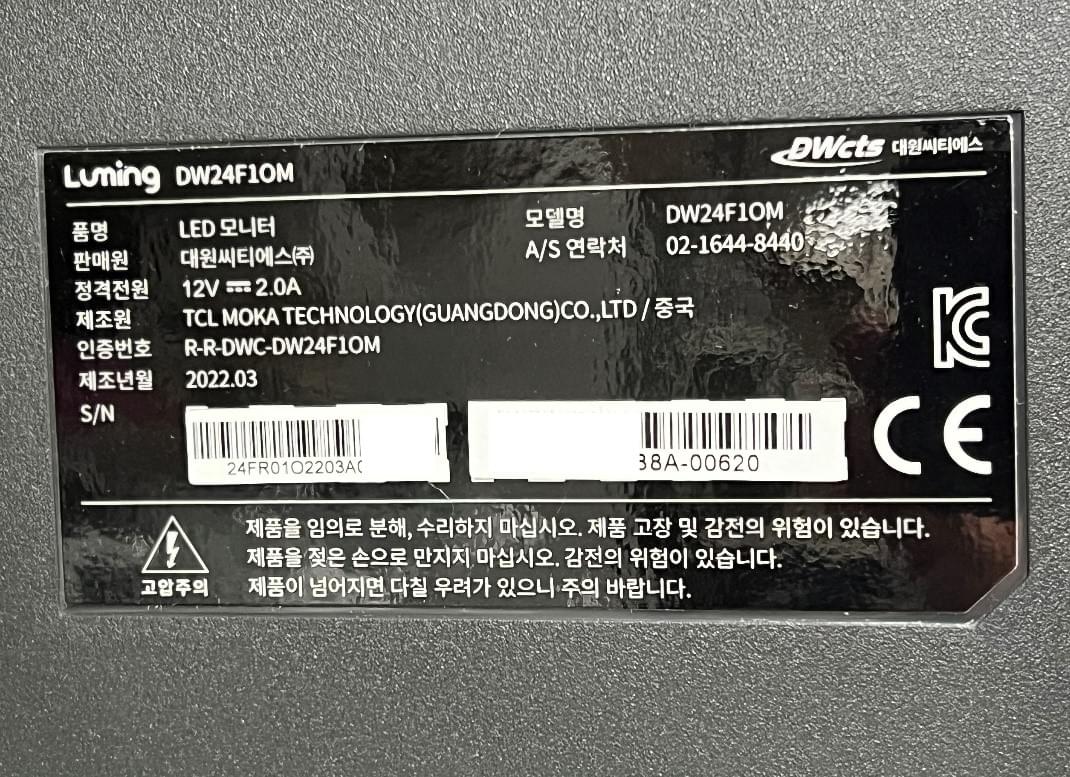 Luming DW24F1OM
DWcts 대원씨티에스
품명 LED 모니터
모델명 DW24F1OM
판매원 대원씨티에스㈜
A/S 연락처 02-1644-8440
정격전원 12V ⎓ 2.0A
제조원 TCL MOKA TECHNOLOGY(GUANGDONG)CO.,LTD / 중국
인증번호 R-R-DWC-DW24F1OM
제조년월 2022.03
S/N
24FR01O2203A
38A-00620
KC
CE
제품을 임의로 분해, 수리하지 마십시오. 제품 고장 및 감전의 위험이 있습니다.
제품을 젖은 손으로 만지지 마십시오. 감전의 위험이 있습니다.
고압주의 제품이 넘어지면 다칠 우려가 있으니 주의 바랍니다.